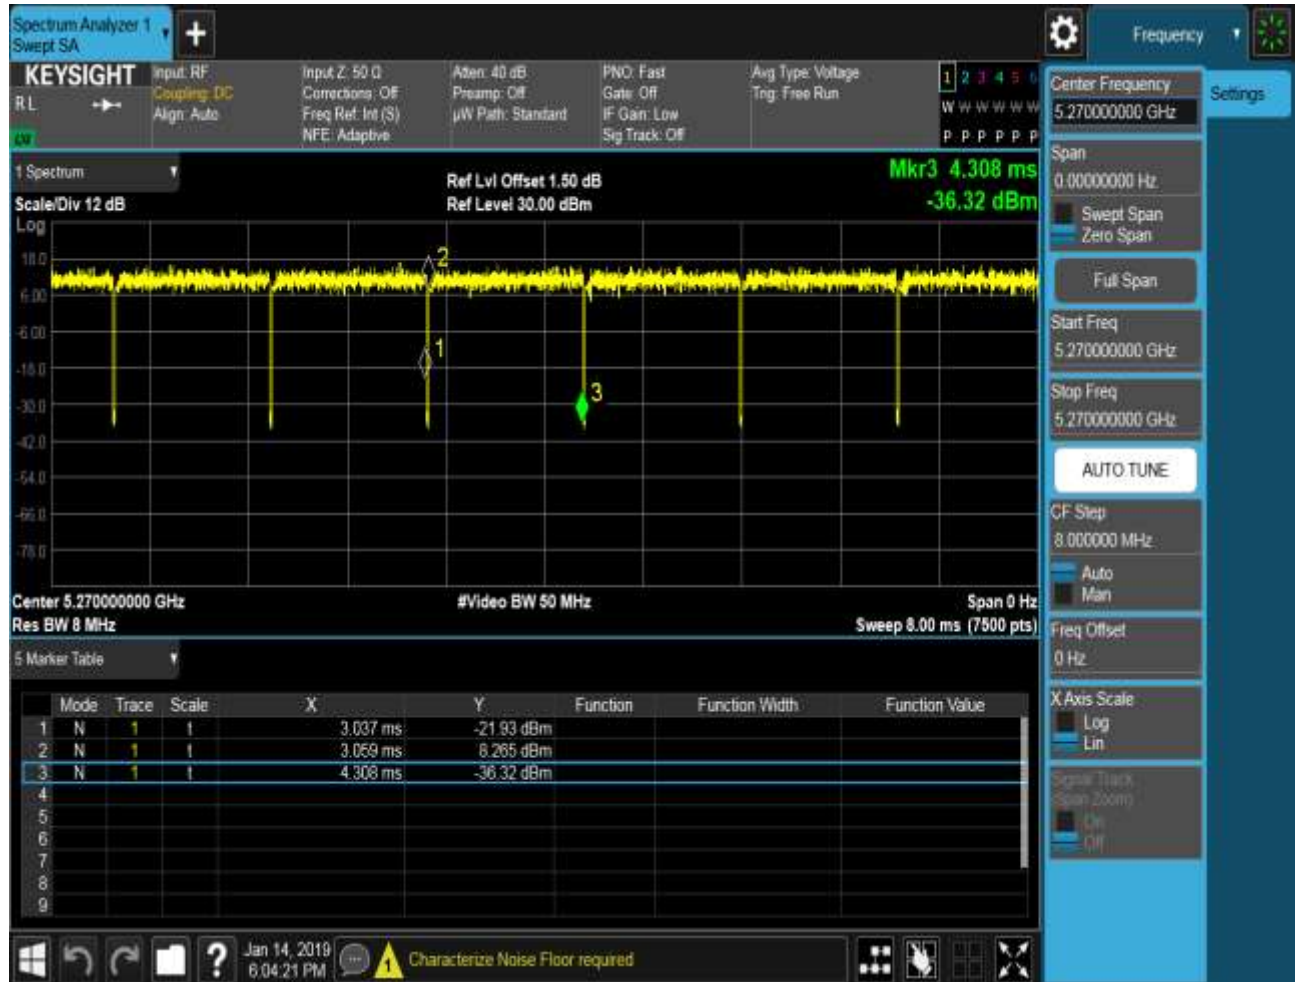 Spectrum Analyzer 1
Swept SA
Frequency
KEYSIGHT
RL
Input: RF
Coupling: DC
Align: Auto
Input Z: 50 Ω
Corrections: Off
Freq Ref: Int (S)
NFE: Adaptive
Atten: 40 dB
Preamp: Off
µW Path: Standard
PNO: Fast
Gate: Off
IF Gain: Low
Sig Track: Off
Avg Type: Voltage
Trig: Free Run
1 2 3 4 5 6
W W W W W W
P P P P P P
1 Spectrum
Scale/Div 12 dB
Ref Lvl Offset 1.50 dB
Ref Level 30.00 dBm
Mkr3 4.308 ms
-36.32 dBm
Log
18.0
6.00
-6.00
-18.0
-30.0
-42.0
-54.0
-66.0
-78.0
2
1
3
Center 5.270000000 GHz
Res BW 8 MHz
#Video BW 50 MHz
Span 0 Hz
Sweep 8.00 ms (7500 pts)
5 Marker Table
Mode Trace Scale X Y Function Function Width Function Value
1 N 1 t 3.037 ms -21.93 dBm
2 N 1 t 3.059 ms 8.265 dBm
3 N 1 t 4.308 ms -36.32 dBm
4
5
6
7
8
9
Jan 14, 2019
6:04:21 PM
Characterize Noise Floor required
Center Frequency
5.270000000 GHz
Settings
Span
0.00000000 Hz
Swept Span
Zero Span
Full Span
Start Freq
5.270000000 GHz
Stop Freq
5.270000000 GHz
AUTO TUNE
CF Step
8.000000 MHz
Auto
Man
Freq Offset
0 Hz
X Axis Scale
Log
Lin
Signal Track
(Span Zoom)
On
Off